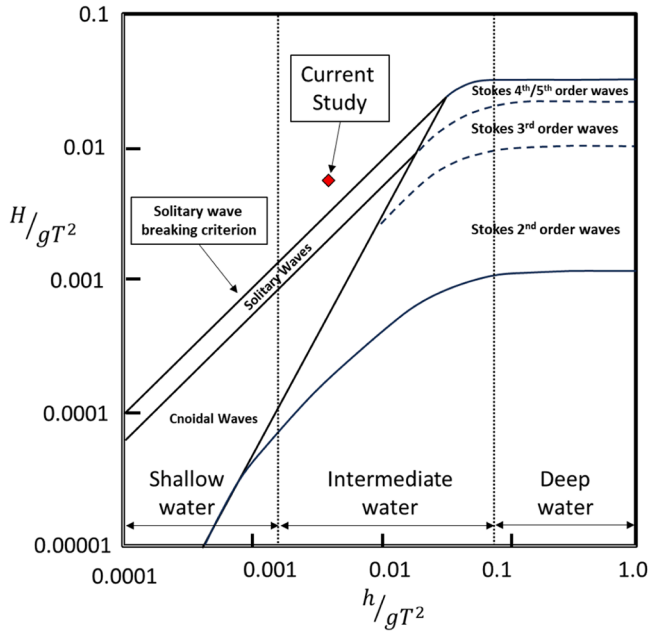 0.1
Current
Study
Stokes 4th/5th order waves
Stokes 3rd order waves
0.01
Solitary wave
breaking criterion
H/gT²
Stokes 2nd order waves
0.001
Solitary Waves
0.0001
Cnoidal Waves
Shallow
water
Intermediate
water
Deep
water
0.00001
0.0001
0.001
0.01
0.1
1.0
h/gT²